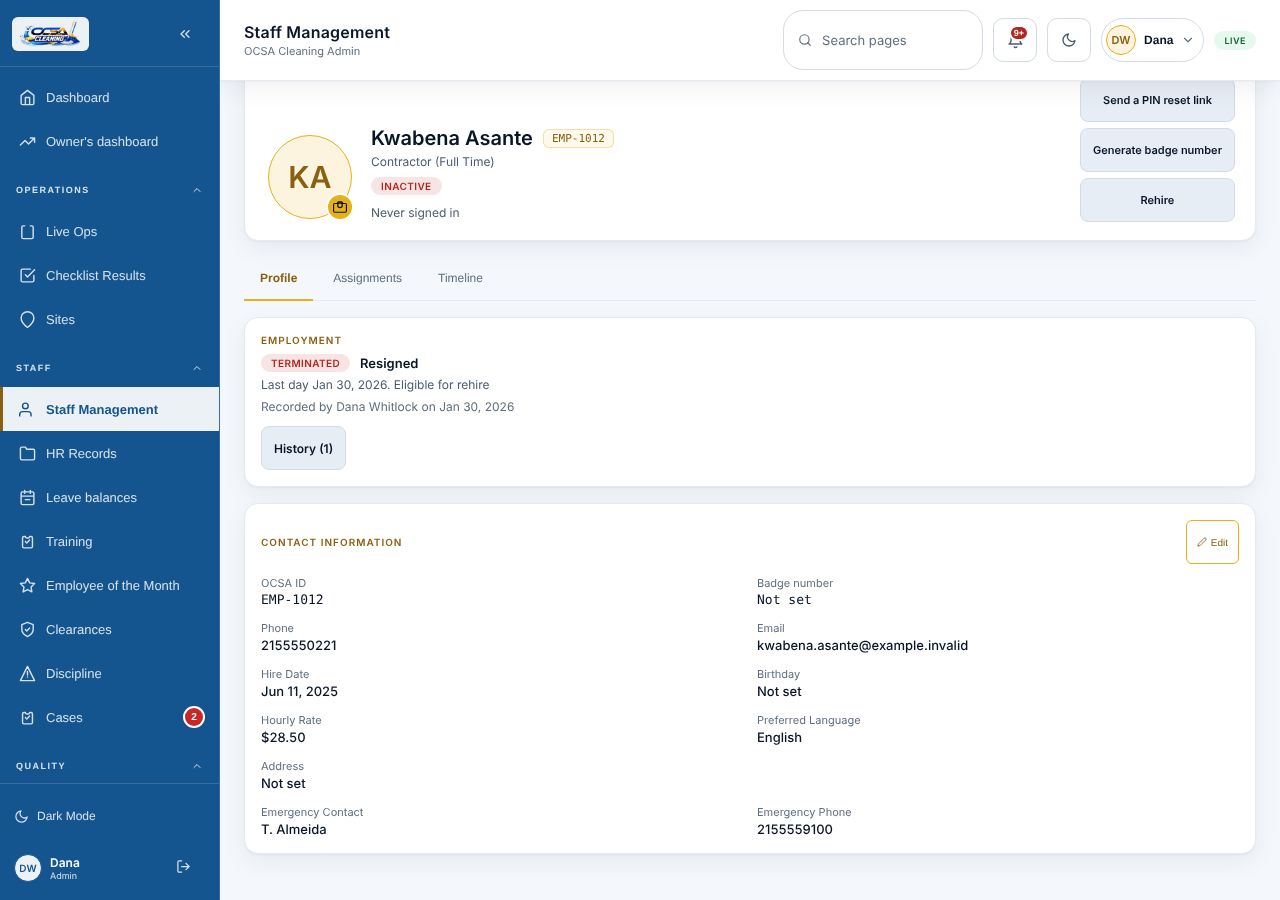 OCSA
CLEANING
Staff Management
OCSA Cleaning Admin
Search pages
9+
DW
Dana
LIVE
Dashboard
Owner's dashboard
OPERATIONS
Live Ops
Checklist Results
Sites
STAFF
Staff Management
HR Records
Leave balances
Training
Employee of the Month
Clearances
Discipline
Cases
2
QUALITY
Dark Mode
DW
Dana
Admin
KA
Kwabena Asante
EMP-1012
Contractor (Full Time)
INACTIVE
Never signed in
Send a PIN reset link
Generate badge number
Rehire
Profile
Assignments
Timeline
EMPLOYMENT
TERMINATED
Resigned
Last day Jan 30, 2026. Eligible for rehire
Recorded by Dana Whitlock on Jan 30, 2026
History (1)
CONTACT INFORMATION
Edit
OCSA ID
EMP-1012
Badge number
Not set
Phone
2155550221
Email
kwabena.asante@example.invalid
Hire Date
Jun 11, 2025
Birthday
Not set
Hourly Rate
$28.50
Preferred Language
English
Address
Not set
Emergency Contact
T. Almeida
Emergency Phone
2155559100